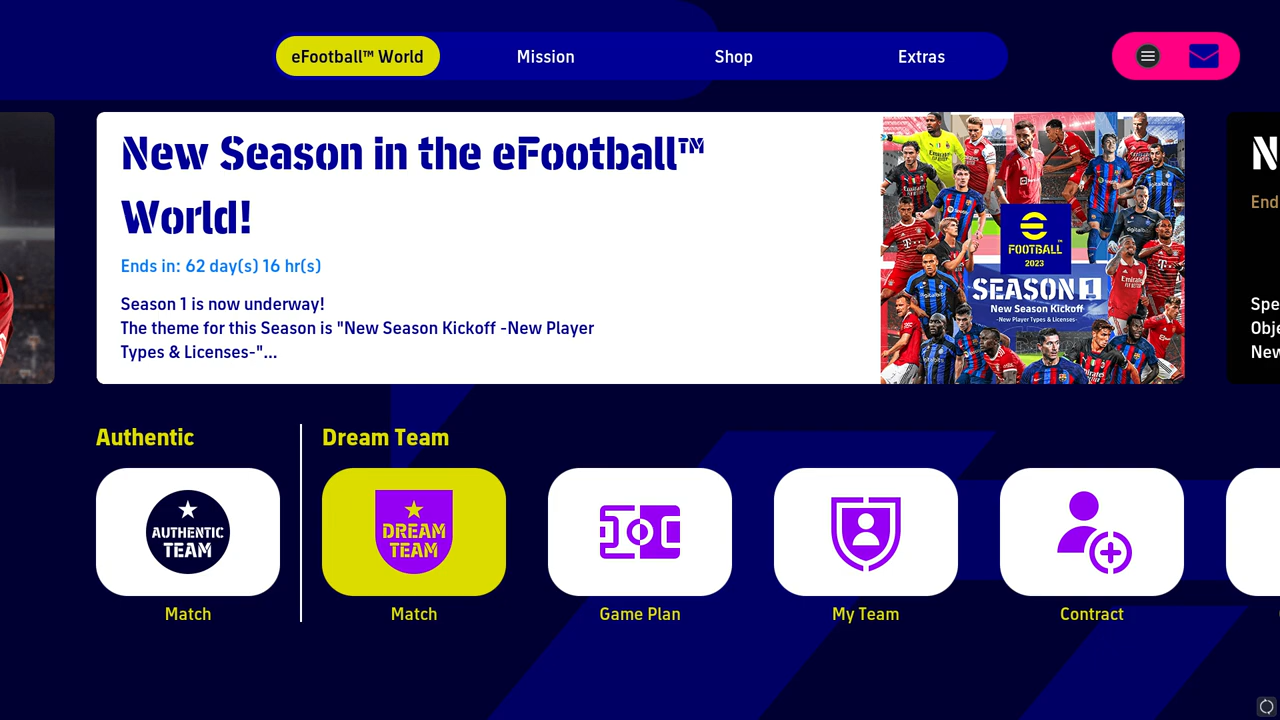 eFootball™ World
Mission
Shop
Extras
New Season in the eFootball™
World!
Ends in: 62 day(s) 16 hr(s)
Season 1 is now underway!
The theme for this Season is "New Season Kickoff -New Player
Types & Licenses-"...
FOOTBALL™
2023
SEASON 1
New Season Kickoff
-New Player Types & Licenses-
N
End
Spe
Obje
New
Authentic
Dream Team
AUTHENTIC
TEAM
DREAM
TEAM
Match
Match
Game Plan
My Team
Contract